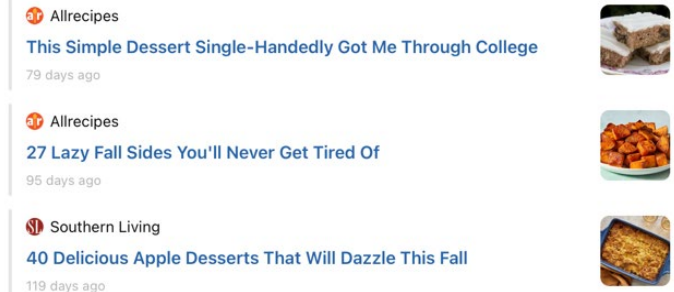 Allrecipes
This Simple Dessert Single-Handedly Got Me Through College
79 days ago
Allrecipes
27 Lazy Fall Sides You'll Never Get Tired Of
95 days ago
Southern Living
40 Delicious Apple Desserts That Will Dazzle This Fall
119 days ago